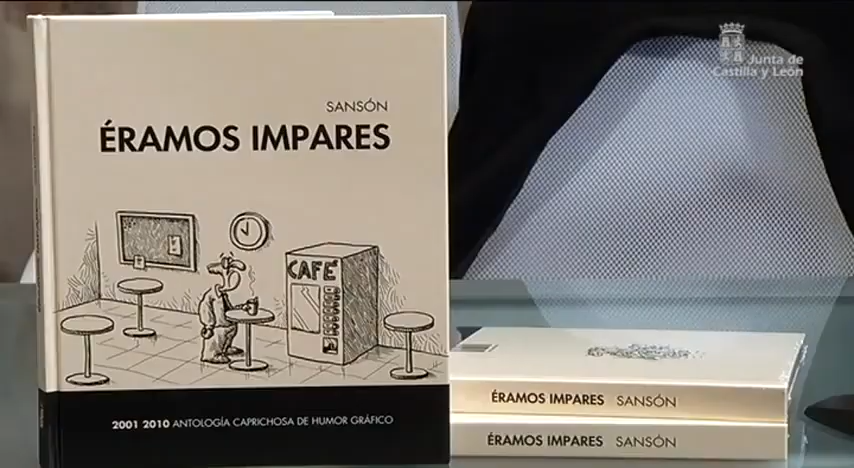 SANSÓN
ÉRAMOS IMPARES
CAFÉ
2001 2010 ANTOLOGÍA CAPRICHOSA DE HUMOR GRÁFICO
Junta de
Castilla y León
ÉRAMOS IMPARES SANSÓN
ÉRAMOS IMPARES SANSÓN